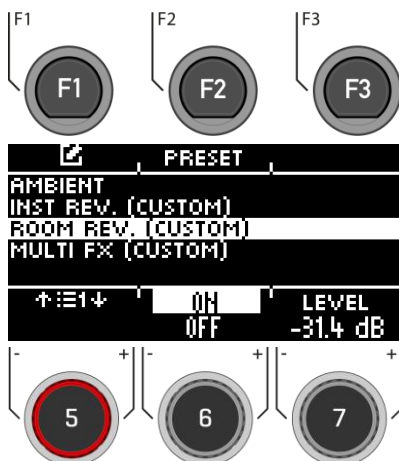 F1 F2 F3
F1 F2 F3
PRESET
AMBIENT
INST REV. (CUSTOM)
ROOM REV. (CUSTOM)
MULTI FX (CUSTOM)
↑ 1↓ ON LEVEL
OFF -31.4 dB
- + - + - +
5 6 7